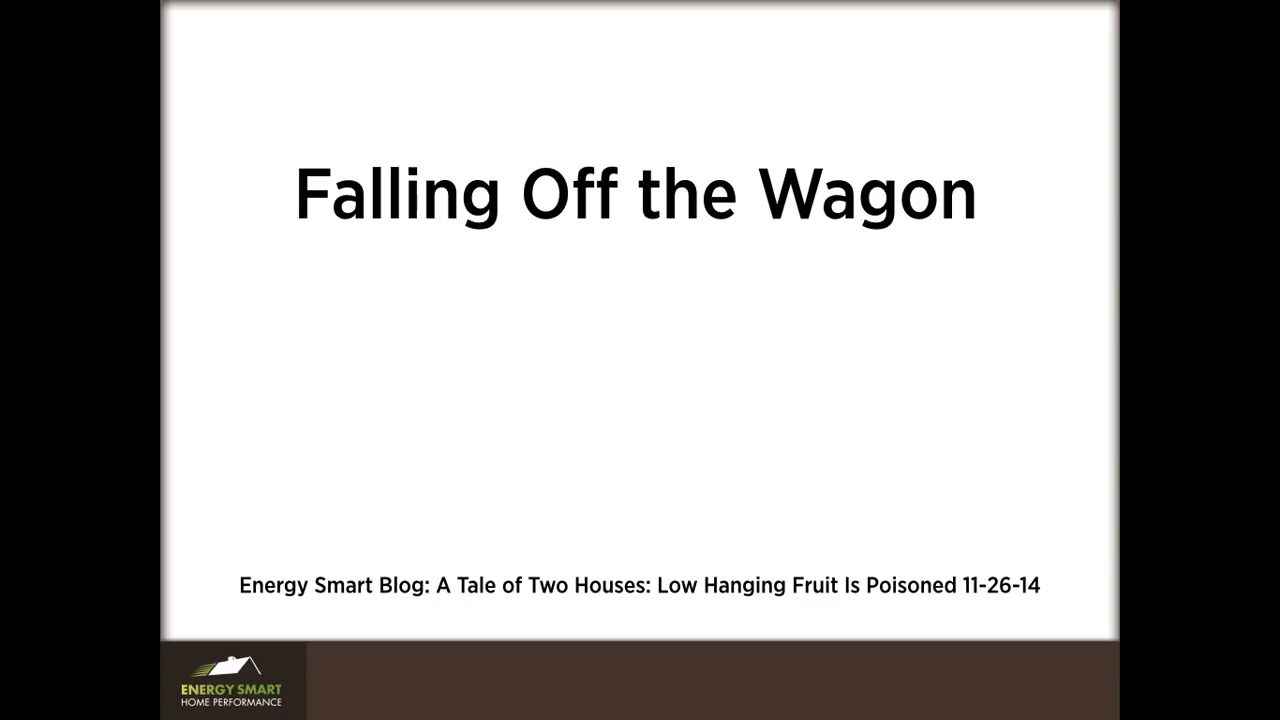 Falling Off the Wagon
Energy Smart Blog: A Tale of Two Houses: Low Hanging Fruit Is Poisoned 11-26-14
ENERGY SMART
HOME PERFORMANCE